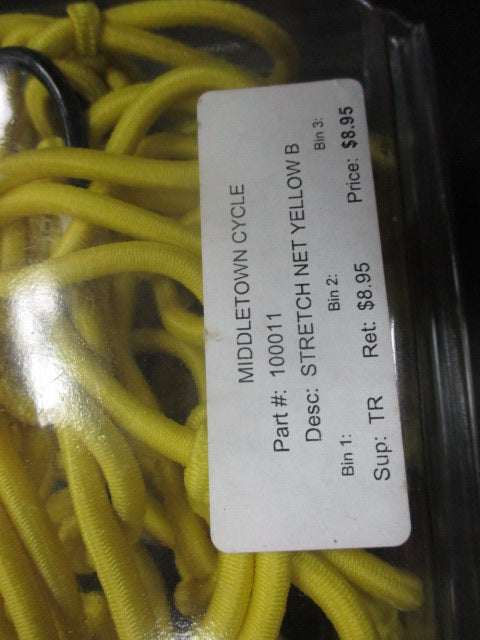 MIDDLETOWN CYCLE
Part #: 100011
Desc: STRETCH NET YELLOW B
Bin 1: Bin 2: Bin 3:
Sup: TR Ret: $8.95 Price: $8.95